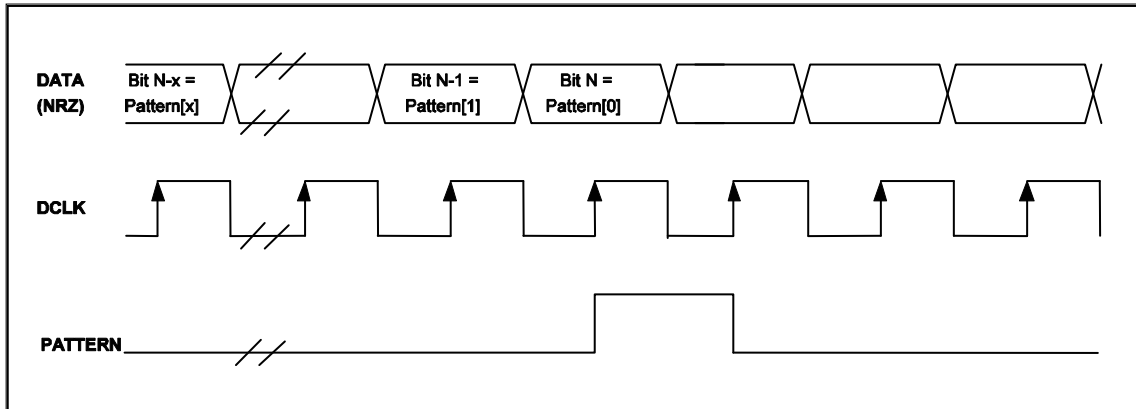 DATA
(NRZ)
Bit N-x =
Pattern[x]
Bit N-1 =
Pattern[1]
Bit N =
Pattern[0]
DCLK
PATTERN